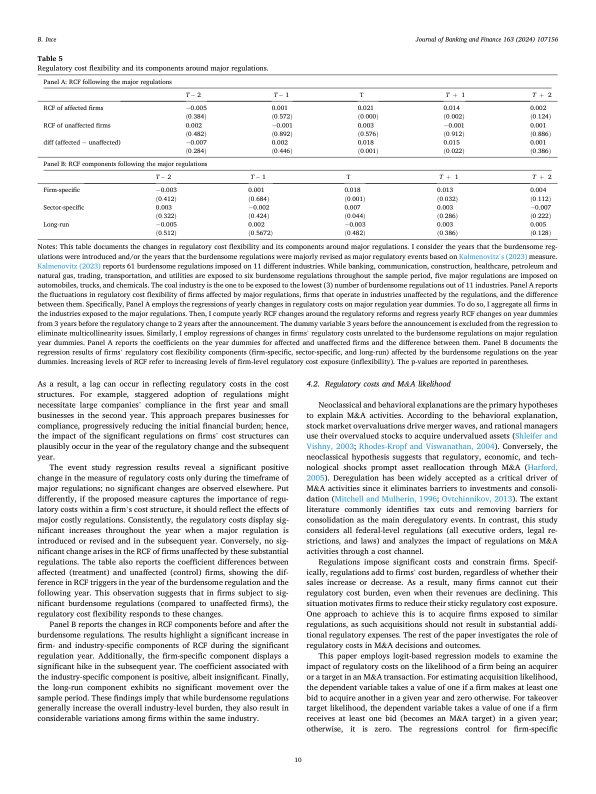 B. Ince
Journal of Banking and Finance 163 (2024) 107156
Table 5
Regulatory cost flexibility and its components around major regulations.
Panel A: RCF following the major regulations
T − 2 T − 1 T T + 1 T + 2
RCF of affected firms −0.005 0.001 0.021 0.014 0.002
(0.384) (0.572) (0.000) (0.002) (0.124)
RCF of unaffected firms 0.002 −0.001 0.003 −0.001 0.001
(0.482) (0.892) (0.576) (0.912) (0.886)
diff (affected − unaffected) −0.007 0.002 0.018 0.015 0.001
(0.284) (0.446) (0.001) (0.022) (0.386)
Panel B: RCF components following the major regulations
T − 2 T − 1 T T + 1 T + 2
Firm-specific −0.003 0.001 0.018 0.013 0.004
(0.412) (0.684) (0.001) (0.032) (0.112)
Sector-specific 0.003 −0.002 0.007 0.003 −0.007
(0.322) (0.424) (0.044) (0.286) (0.222)
Long-run −0.005 0.002 −0.003 0.003 0.005
(0.512) (0.5672) (0.482) (0.386) (0.128)
Notes: This table documents the changes in regulatory cost flexibility and its components around major regulations. I consider the years that the burdensome reg-
ulations were introduced and/or the years that the burdensome regulations were majorly revised as major regulatory events based on Kalmenovitz's (2023) measure.
Kalmenovitz (2023) reports 61 burdensome regulations imposed on 11 different industries. While banking, communication, construction, healthcare, petroleum and
natural gas, trading, transportation, and utilities are exposed to six burdensome regulations throughout the sample period, five major regulations are imposed on
automobiles, trucks, and chemicals. The coal industry is the one to be exposed to the lowest (3) number of burdensome regulations out of 11 industries. Panel A reports
the fluctuations in regulatory cost flexibility of firms affected by major regulations, firms that operate in industries unaffected by the regulations, and the difference
between them. Specifically, Panel A employs the regressions of yearly changes in regulatory costs on major regulation year dummies. To do so, I aggregate all firms in
the industries exposed to the major regulations. Then, I compute yearly RCF changes around the regulatory reforms and regress yearly RCF changes on year dummies
from 3 years before the regulatory change to 2 years after the announcement. The dummy variable 3 years before the announcement is excluded from the regression to
eliminate multicollinearity issues. Similarly, I employ regressions of changes in firms' regulatory costs unrelated to the burdensome regulations on major regulation
year dummies. Panel A reports the coefficients on the year dummies for affected and unaffected firms and the difference between them. Panel B documents the
regression results of firms' regulatory cost flexibility components (firm-specific, sector-specific, and long-run) affected by the burdensome regulations on the year
dummies. Increasing levels of RCF refer to increasing levels of firm-level regulatory cost exposure (inflexibility). The p-values are reported in parentheses.
As a result, a lag can occur in reflecting regulatory costs in the cost
structures. For example, staggered adoption of regulations might
necessitate large companies' compliance in the first year and small
businesses in the second year. This approach prepares businesses for
compliance, progressively reducing the initial financial burden; hence,
the impact of the significant regulations on firms' cost structures can
plausibly occur in the year of regulatory change and the subsequent
year.
The event study regression results reveal a significant positive
change in the measure of regulatory costs only during the timeframe of
major regulations; no significant changes are observed elsewhere. Put
differently, if the proposed measure captures the importance of regu-
latory costs within a firm's cost structure, it should reflect the effects of
major costly regulations. Consistently, the regulatory costs display sig-
nificant increases throughout the year when a major regulation is
introduced or revised and in the subsequent year. Conversely, no sig-
nificant change arises in the RCF of firms unaffected by these substantial
regulations. The table also reports the coefficient differences between
affected (treatment) and unaffected (control) firms, showing the dif-
ference in RCF triggers in the year of the burdensome regulation and the
following year. This observation suggests that in firms subject to sig-
nificant burdensome regulations (compared to unaffected firms), the
regulatory cost flexibility responds to these changes.
Panel B reports the changes in RCF components before and after the
burdensome regulations. The results highlight a significant increase in
firm- and industry-specific components of RCF during the significant
regulation year. Additionally, the firm-specific component displays a
significant hike in the subsequent year. The coefficient associated with
the industry-specific component is positive, albeit insignificant. Finally,
the long-run component exhibits no significant movement over the
sample period. These findings imply that while burdensome regulations
generally increase the overall industry-level burden, they also result in
considerable variations among firms within the same industry.
4.2. Regulatory costs and M&A likelihood
Neoclassical and behavioral explanations are the primary hypotheses
to explain M&A activities. According to the behavioral explanation,
stock market overvaluations drive merger waves, and rational managers
use their overvalued stocks to acquire undervalued assets (Shleifer and
Vishny, 2003; Rhodes-Kropf and Viswanathan, 2004). Conversely, the
neoclassical hypothesis suggests that regulatory, economic, and tech-
nological shocks prompt asset reallocation through M&A (Harford,
2005). Deregulation has been widely accepted as a critical driver of
M&A activities since it eliminates barriers to investments and consoli-
dation (Mitchell and Mulherin, 1996; Ovtchinnikov, 2013). The extant
literature commonly identifies tax cuts and removing barriers for
consolidation as the main deregulatory events. In contrast, this study
considers all federal-level regulations (all executive orders, legal re-
strictions, and laws) and analyzes the impact of regulations on M&A
activities through a cost channel.
Regulations impose significant costs and constrain firms. Specif-
ically, regulations add to firms' cost burden, regardless of whether their
sales increase or decrease. As a result, many firms cannot cut their
regulatory cost burden, even when their revenues are declining. This
situation motivates firms to reduce their sticky regulatory cost exposure.
One approach to achieve this is to acquire firms exposed to similar
regulations, as such acquisitions should not result in substantial addi-
tional regulatory expenses. The rest of the paper investigates the role of
regulatory costs in M&A decisions and outcomes.
This paper employs logit-based regression models to examine the
impact of regulatory costs on the likelihood of a firm being an acquirer
or a target in an M&A transaction. For estimating acquisition likelihood,
the dependent variable takes a value of one if a firm makes at least one
bid to acquire another in a given year and zero otherwise. For takeover
target likelihood, the dependent variable takes a value of one if a firm
receives at least one bid (becomes an M&A target) in a given year;
otherwise, it is zero. The regressions control for firm-specific
10